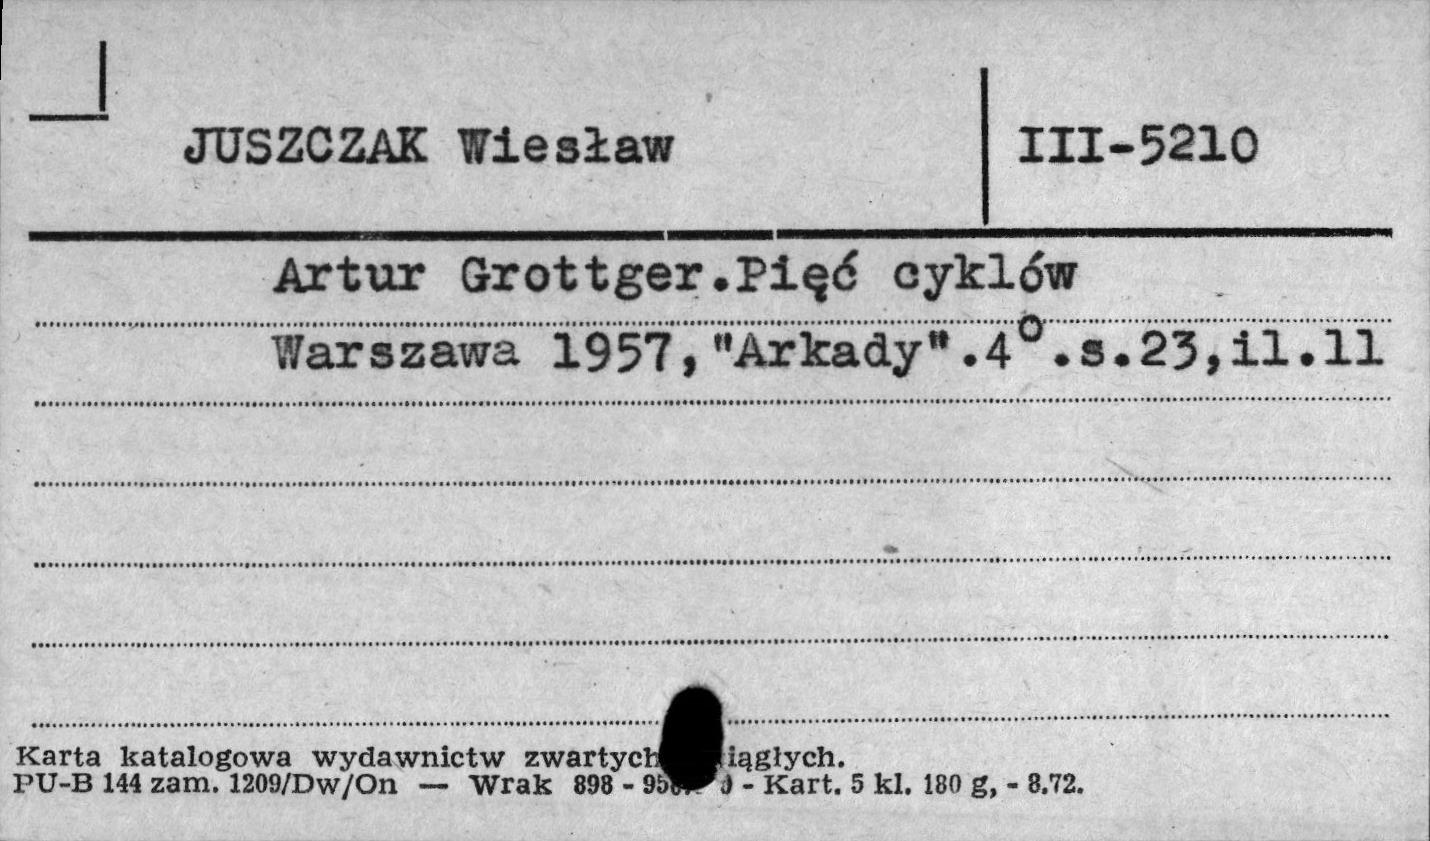 JUSZCZAK Wiesław
III-5210
Artur Grottger.Pięć cyklów
Warszawa 1957,"Arkady".4°.s.23,il.11
Karta katalogowa wydawnictw zwartych
PU-B 144 zam. 1209/Dw/On — Wrak 898 - - Kart. 5 kl. 180 g, - 8.72.